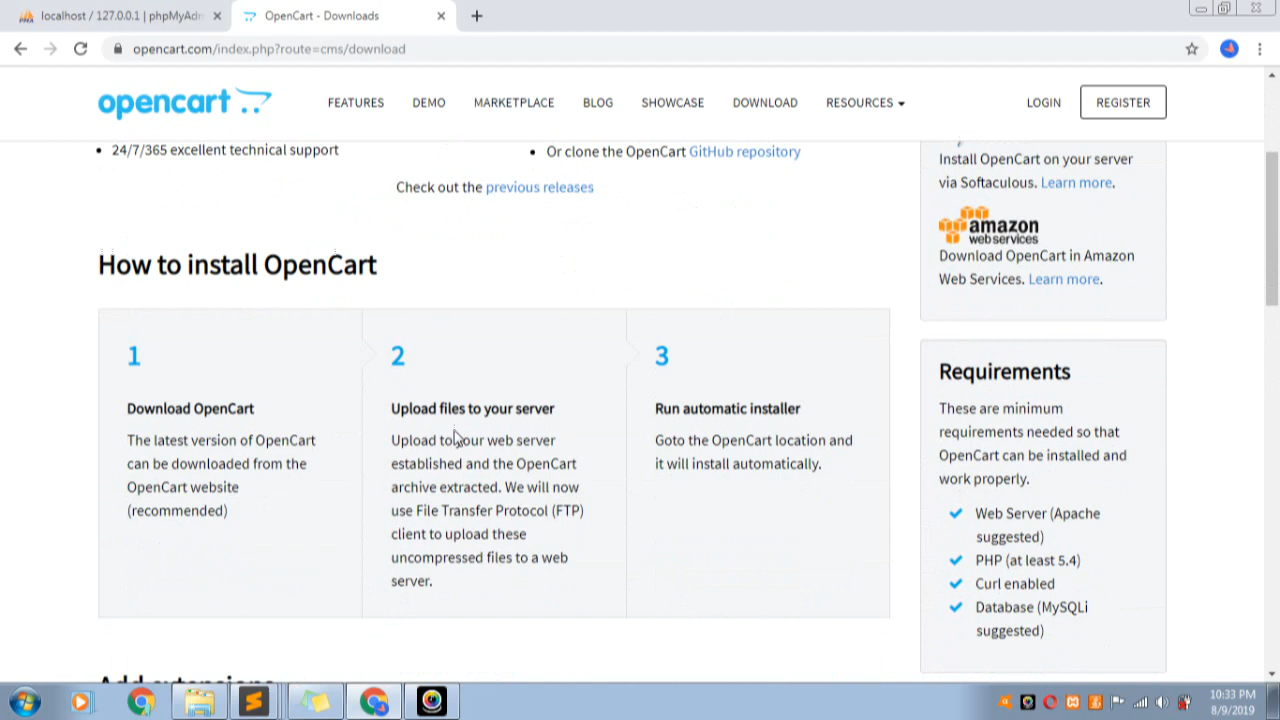 localhost / 127.0.0.1 | phpMyAdm
OpenCart - Downloads
opencart.com/index.php?route=cms/download
opencart
FEATURES
DEMO
MARKETPLACE
BLOG
SHOWCASE
DOWNLOAD
RESOURCES
LOGIN
REGISTER
24/7/365 excellent technical support
Or clone the OpenCart GitHub repository
Check out the previous releases
Install OpenCart on your server
via Softaculous. Learn more.
amazon
webservices
Download OpenCart in Amazon
Web Services. Learn more.
How to install OpenCart
1
Download OpenCart
The latest version of OpenCart
can be downloaded from the
OpenCart website
(recommended)
2
Upload files to your server
Upload to your web server
established and the OpenCart
archive extracted. We will now
use File Transfer Protocol (FTP)
client to upload these
uncompressed files to a web
server.
3
Run automatic installer
Goto the OpenCart location and
it will install automatically.
Requirements
These are minimum
requirements needed so that
OpenCart can be installed and
work properly.
Web Server (Apache
suggested)
PHP (at least 5.4)
Curl enabled
Database (MySQLi
suggested)
Add extensions
10:33 PM
8/9/2019